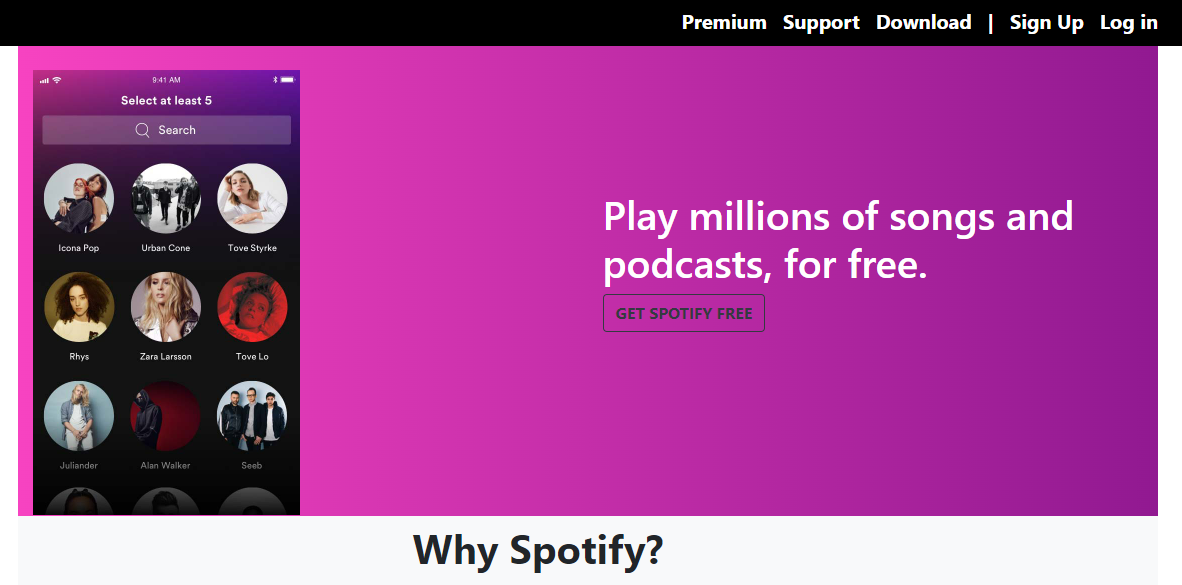 Premium Support Download | Sign Up Log in
9:41 AM
Select at least 5
Search
Icona Pop Urban Cone Tove Styrke
Rhys Zara Larsson Tove Lo
Juliander Alan Walker Seeb
Play millions of songs and
podcasts, for free.
GET SPOTIFY FREE
Why Spotify?